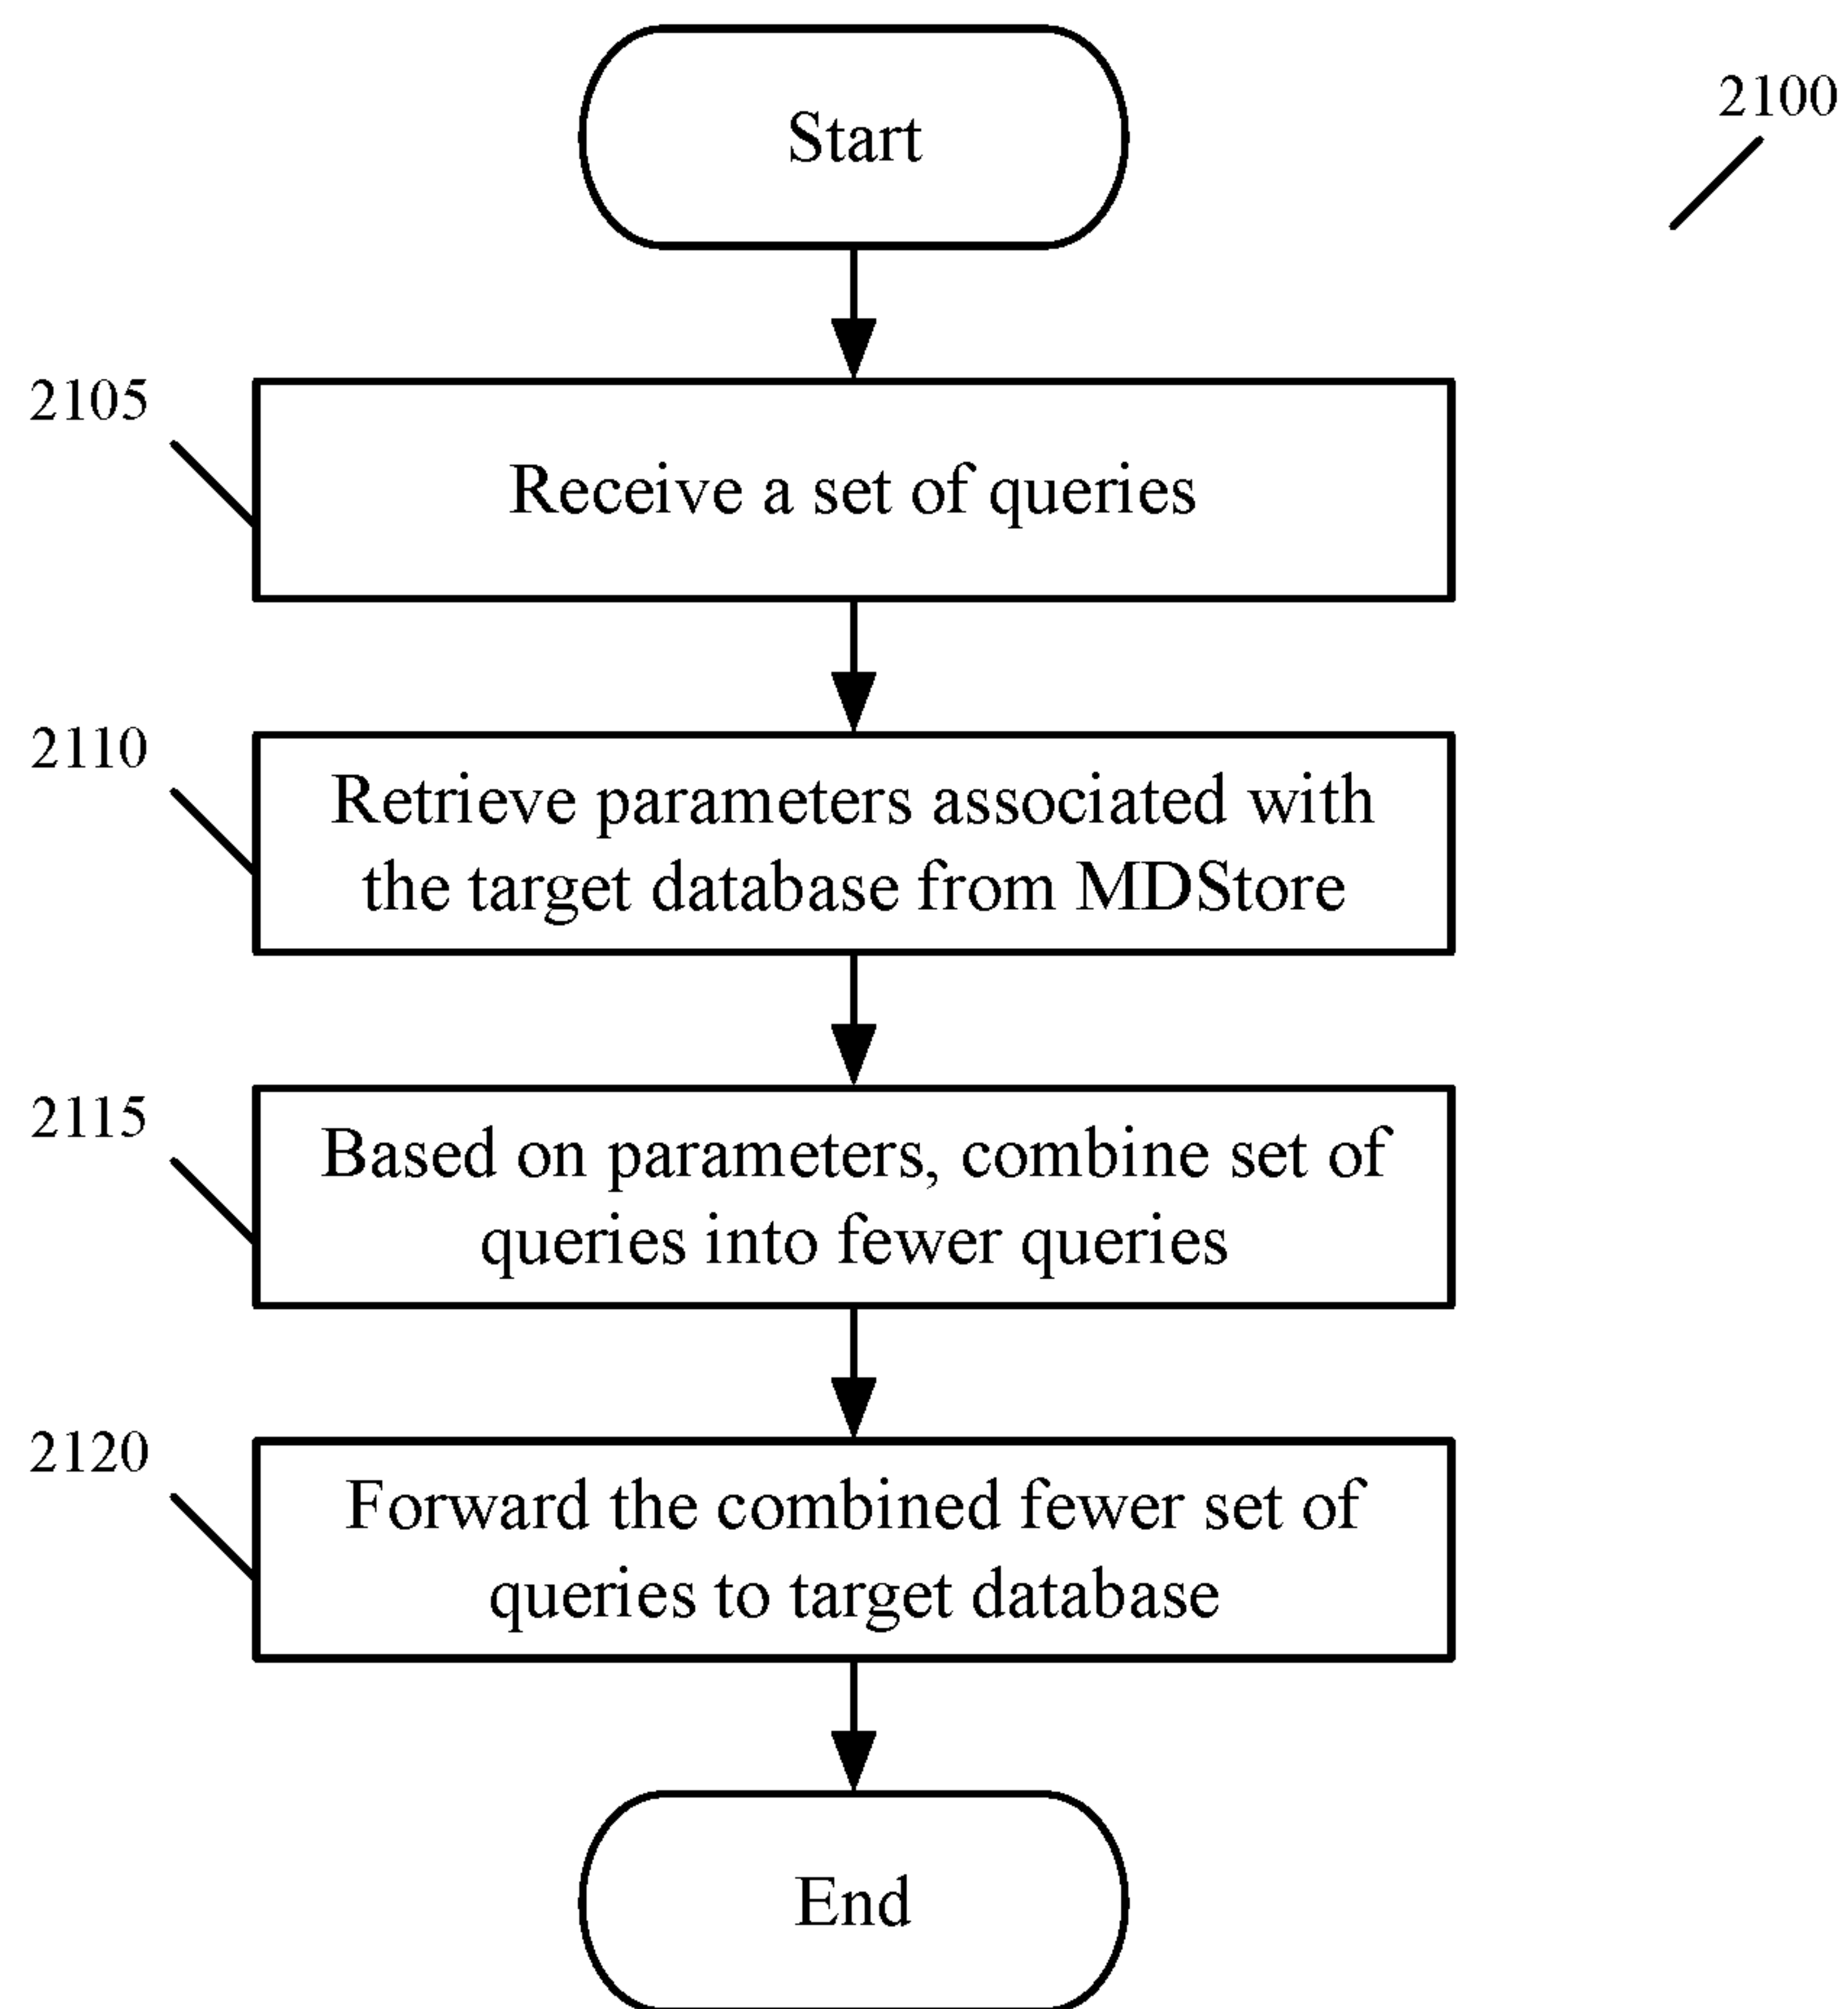 Start
2100
2105
Receive a set of queries
2110
Retrieve parameters associated with
the target database from MDStore
2115
Based on parameters, combine set of
queries into fewer queries
2120
Forward the combined fewer set of
queries to target database
End